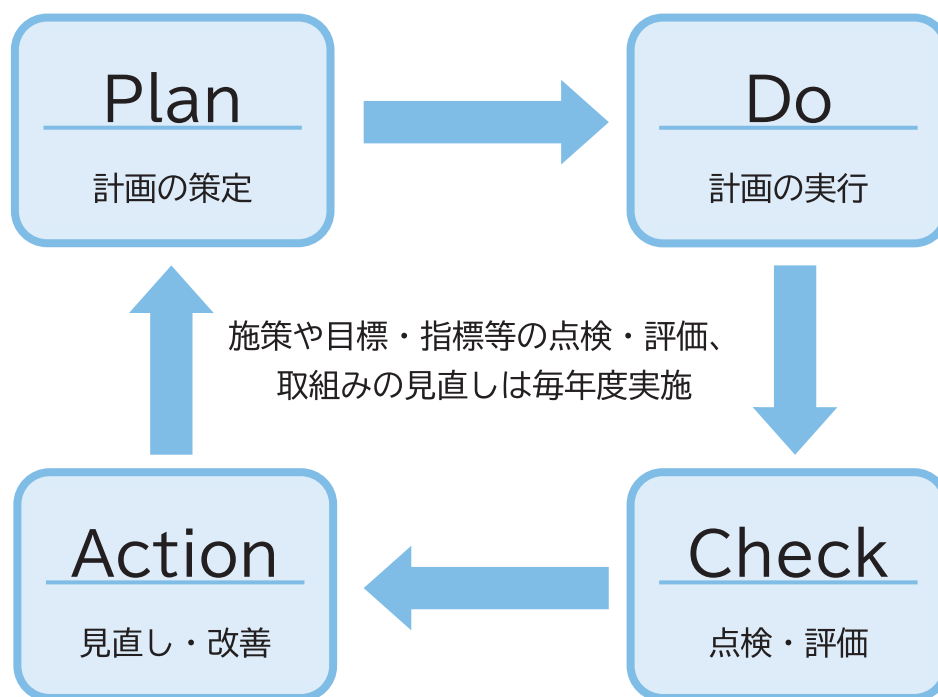 Plan
計画の策定
Do
計画の実行
施策や目標・指標等の点検・評価、
取組みの見直しは毎年度実施
Action
見直し・改善
Check
点検・評価